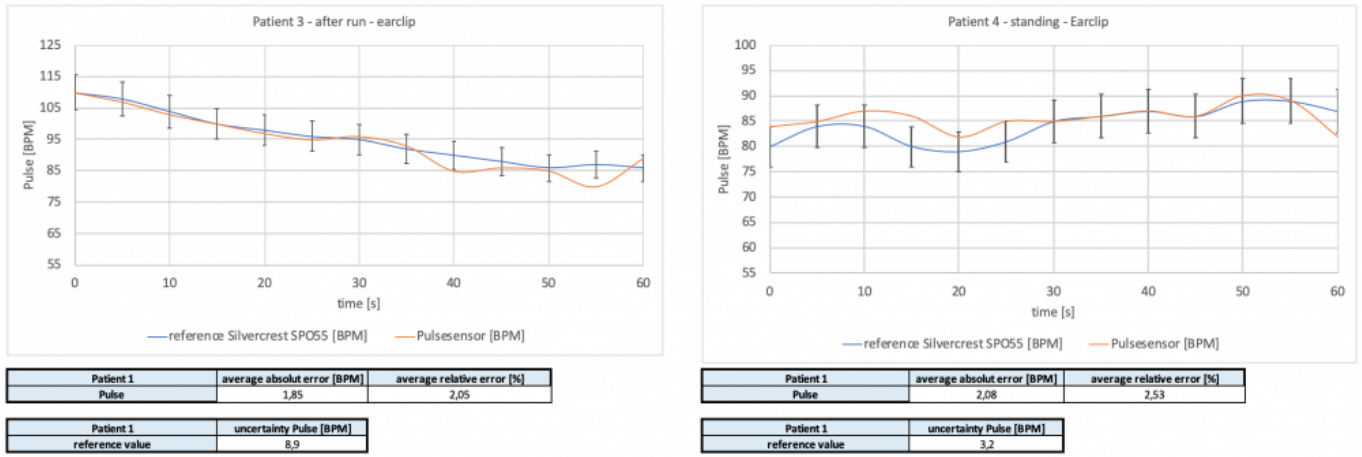 Patient 3 - after run - earclip
125
115
105
95
85
75
65
55
Pulse [BPM]
0 10 20 30 40 50 60
time [s]
reference Silvercrest SPO55 [BPM] Pulsesensor [BPM]
Patient 1 average absolut error [BPM] average relative error [%]
Pulse 1,85 2,05
Patient 1 uncertainty Pulse [BPM]
reference value 8,9
Patient 4 - standing - Earclip
100
95
90
85
80
75
70
65
60
55
Pulse [BPM]
0 10 20 30 40 50 60
time [s]
reference Silvercrest SPO55 [BPM] Pulsesensor [BPM]
Patient 1 average absolut error [BPM] average relative error [%]
Pulse 2,08 2,53
Patient 1 uncertainty Pulse [BPM]
reference value 3,2